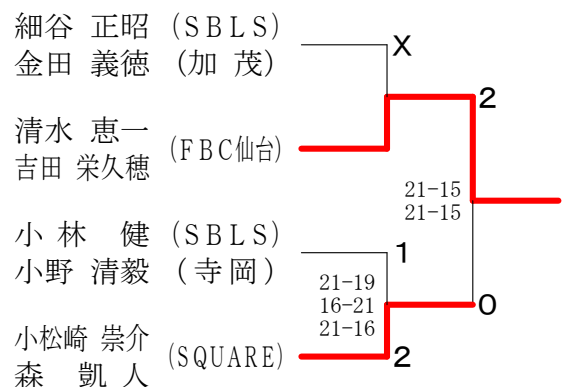 細谷 正昭 (SBLS)
金田 義徳 (加 茂)
X
2
清水 恵一
吉田 栄久穂
(FBC仙台)
21-15
21-15
小 林 健 (SBLS)
小野 清毅 (寺岡)
1
21-19
16-21
21-16
0
小松崎 崇介
森 凱 人
(SQUARE)
2